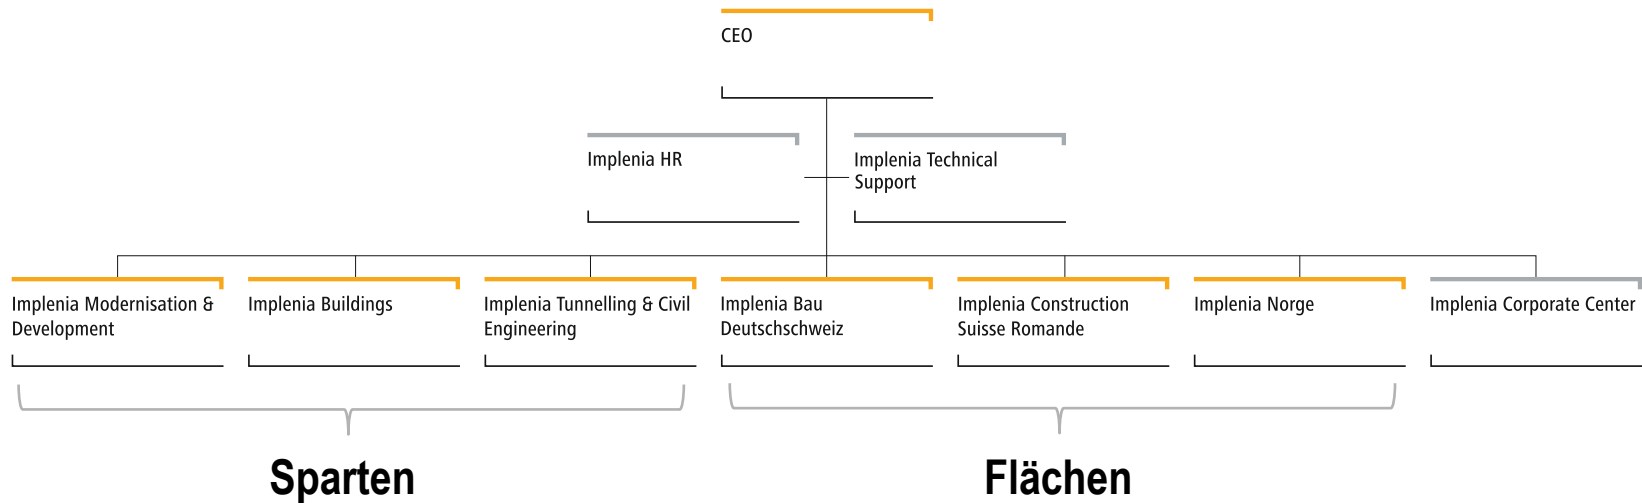 CEO
Implenia HR
Implenia Technical
Support
Implenia Modernisation &
Development
Implenia Buildings
Implenia Tunnelling & Civil
Engineering
Implenia Bau
Deutschschweiz
Implenia Construction
Suisse Romande
Implenia Norge
Implenia Corporate Center
Sparten
Flächen